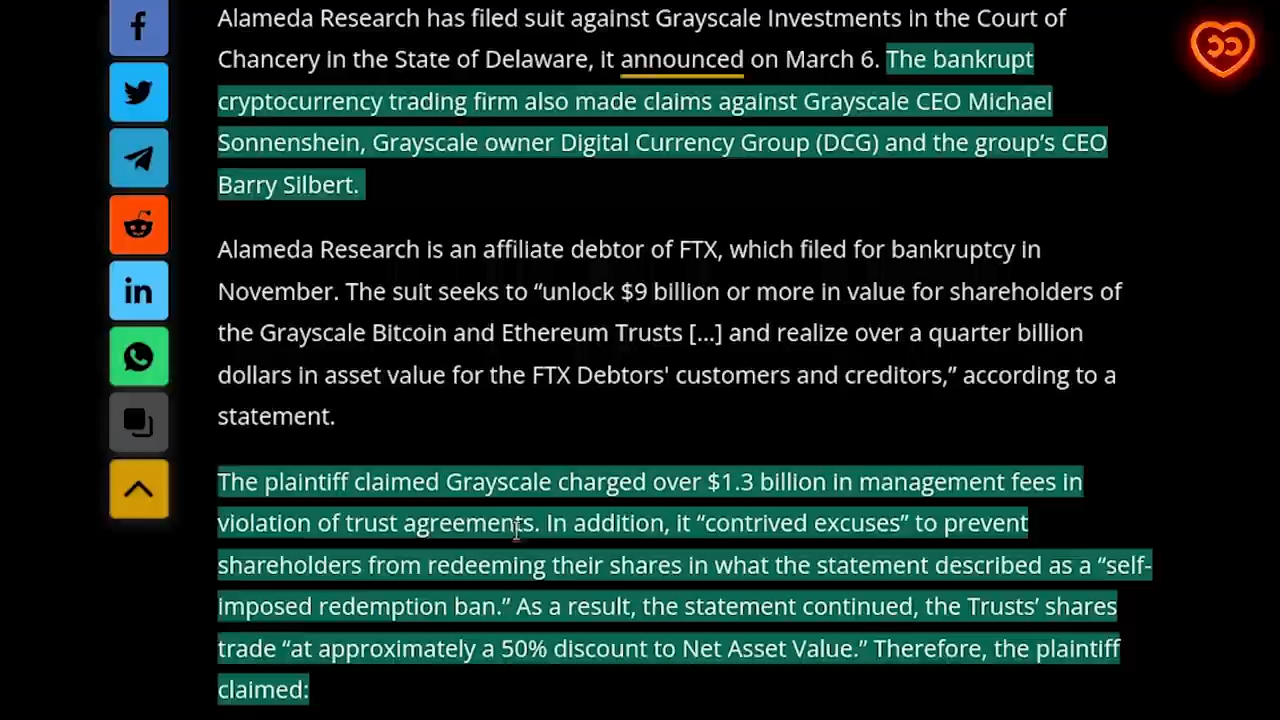 Alameda Research has filed suit against Grayscale Investments in the Court of
Chancery in the State of Delaware, it announced on March 6. The bankrupt
cryptocurrency trading firm also made claims against Grayscale CEO Michael
Sonnenshein, Grayscale owner Digital Currency Group (DCG) and the group’s CEO
Barry Silbert.
Alameda Research is an affiliate debtor of FTX, which filed for bankruptcy in
November. The suit seeks to “unlock $9 billion or more in value for shareholders of
the Grayscale Bitcoin and Ethereum Trusts [...] and realize over a quarter billion
dollars in asset value for the FTX Debtors' customers and creditors,” according to a
statement.
The plaintiff claimed Grayscale charged over $1.3 billion in management fees in
violation of trust agreements. In addition, it “contrived excuses” to prevent
shareholders from redeeming their shares in what the statement described as a “self-
imposed redemption ban.” As a result, the statement continued, the Trusts’ shares
trade “at approximately a 50% discount to Net Asset Value.” Therefore, the plaintiff
claimed: